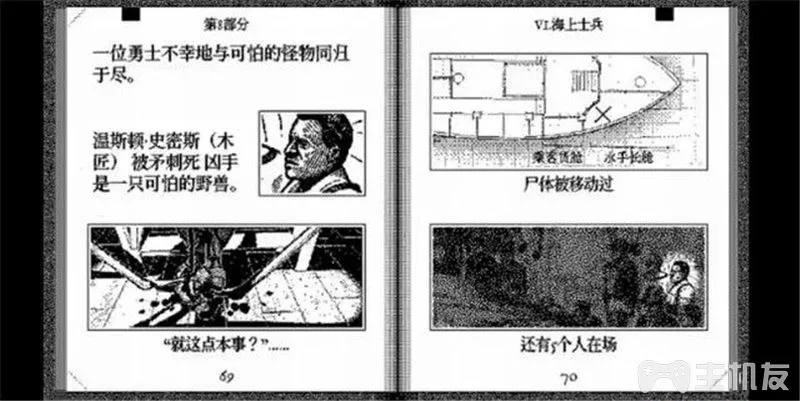 第8部分
一位勇士不幸地与可怕的怪物同归
于尽。
温斯顿·史密斯（木
匠） 被矛刺死 凶手
是一只可怕的野兽。
“就这点本事？”......
69
VI.海上士兵
乘客货舱 水手长舱
尸体被移动过
还有5个人在场
70
主机友